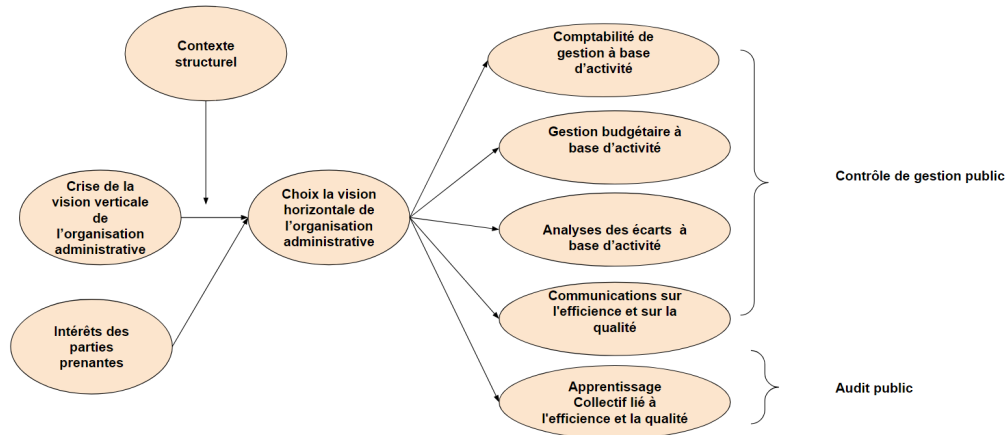 Contexte
structurel
Crise de la
vision verticale
de
l'organisation
administrative
Intérêts des
parties
prenantes
Choix la vision
horizontale de
l'organisation
administrative
Comptabilité de
gestion à base
d'activité
Gestion budgétaire à
base d'activité
Analyses des écarts à
base d'activité
Communications sur
l'efficience et sur la
qualité
Apprentissage
Collectif lié à
l'efficience et la qualité
Contrôle de gestion public
Audit public